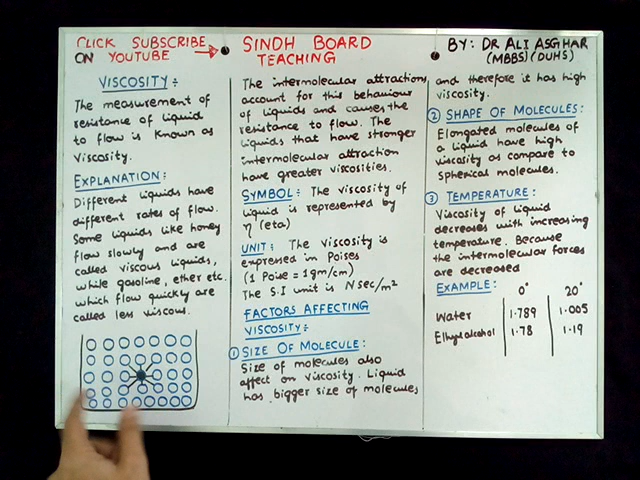 CLICK SUBSCRIBE
ON YOUTUBE
SINDH BOARD
TEACHING
BY: DR ALI ASGHAR
(MBBS) (DUHS)
VISCOSITY:-
The measurement of
resistance of liquid
to flow is known as
Viscosity.
EXPLANATION:
Different liquids have
different rates of flow.
Some liquids like honey
flow slowly and are
called viscous liquids,
while gasoline, ether etc.
which flow quickly are
called less viscous.
The intermolecular attractions
account for this behaviour
of liquids and causes the
resistance to flow. The
liquids that have stronger
intermolecular attraction
have greater viscosities.
SYMBOL: The viscosity of
liquid is represented by
η (eta)
UNIT: The viscosity is
expressed in Poises
(1 Poise = 1gm/cm)
The S.I unit is N sec/m²
FACTORS AFFECTING
VISCOSITY:-
① SIZE OF MOLECULE:
Size of molecules also
affect on viscosity. Liquid
has bigger size of molecules
and therefore it has high
viscosity.
② SHAPE OF MOLECULES:
Elongated molecules of
a liquid have high
viscosity as compare to
spherical molecules.
③ TEMPERATURE:
Viscosity of liquid
decreases with increasing
temperature. Because
the intermolecular forces
are decreased
EXAMPLE: 0° 20°
Water 1.789 1.005
Elhyl alcohol 1.78 1.19